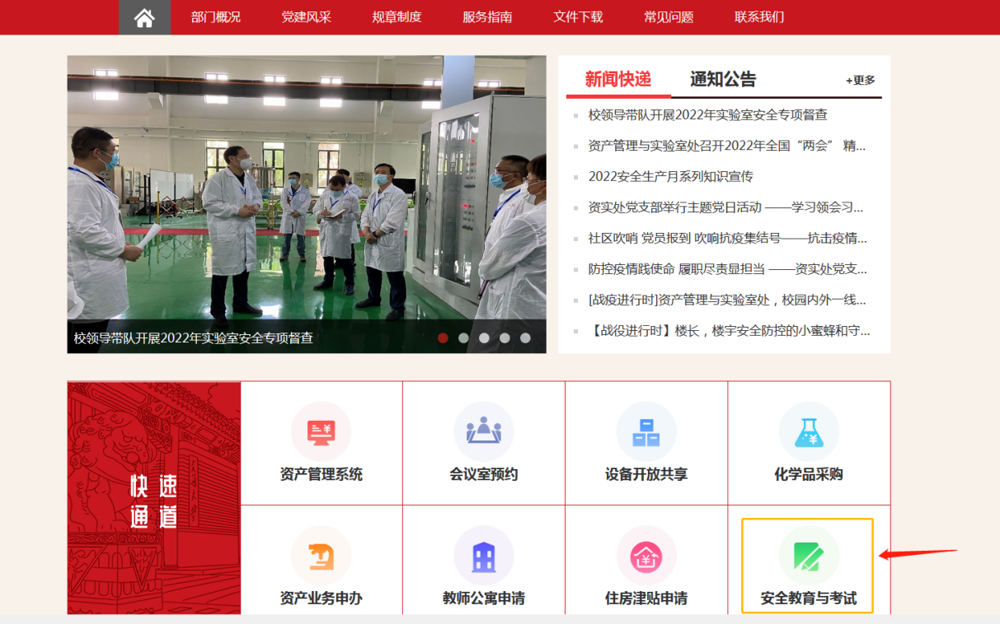 部门概况 党建风采 规章制度 服务指南 文件下载 常见问题 联系我们
新闻快递 通知公告 +更多
校领导带队开展2022年实验室安全专项督查
资产管理与实验室处召开2022年全国“两会” 精...
2022安全生产月系列知识宣传
资实处党支部举行主题党日活动 ——学习领会习...
社区吹哨 党员报到 吹响抗疫集结号——抗击疫情...
防控疫情践使命 履职尽责显担当 ——资实处党支...
[战疫进行时]资产管理与实验室处，校园内外一线...
【战役进行时】楼长，楼宇安全防控的小蜜蜂和守...
校领导带队开展2022年实验室安全专项督查
快速
通道
资产管理系统 会议室预约 设备开放共享 化学品采购
资产业务申办 教师公寓申请 住房津贴申请 安全教育与考试